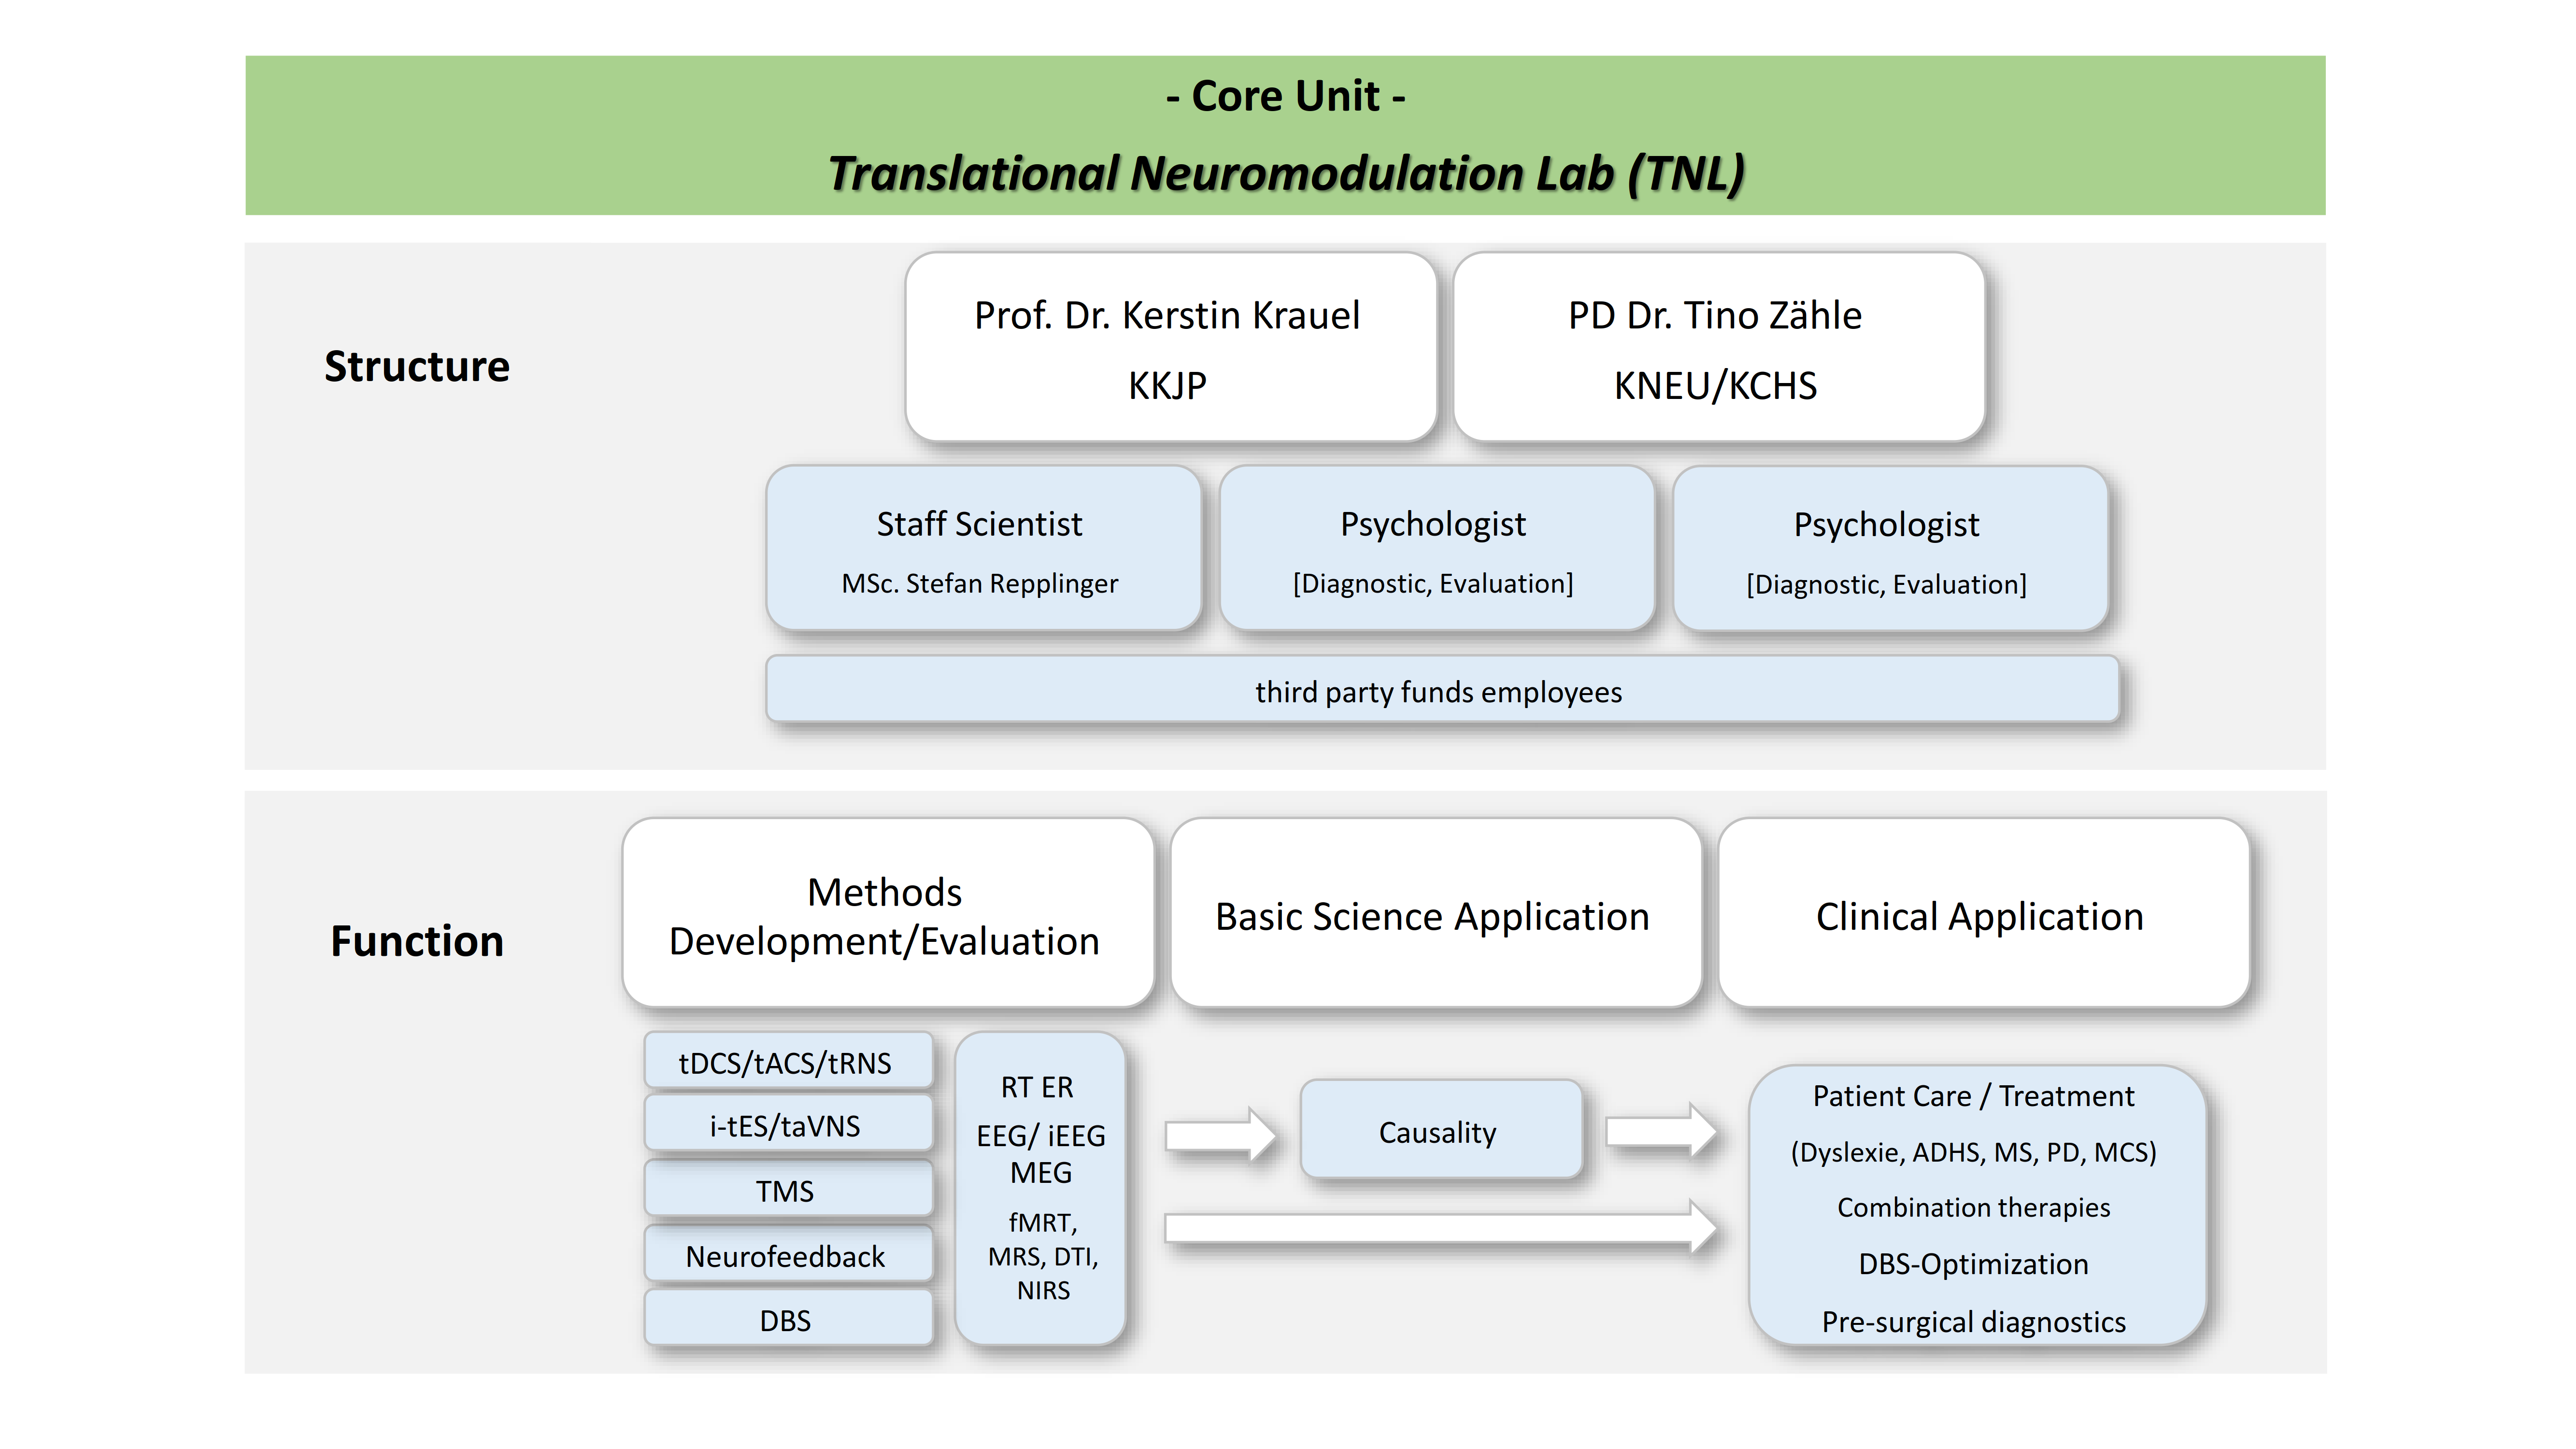 - Core Unit -
Translational Neuromodulation Lab (TNL)
Structure
Prof. Dr. Kerstin Krauel
KKJP
PD Dr. Tino Zähle
KNEU/KCHS
Staff Scientist
MSc. Stefan Repplinger
Psychologist
[Diagnostic, Evaluation]
Psychologist
[Diagnostic, Evaluation]
third party funds employees
Function
Methods
Development/Evaluation
Basic Science Application
Clinical Application
tDCS/tACS/tRNS
i-tES/taVNS
TMS
Neurofeedback
DBS
RT ER
EEG/ iEEG
MEG
fMRT,
MRS, DTI,
NIRS
Causality
Patient Care / Treatment
(Dyslexie, ADHS, MS, PD, MCS)
Combination therapies
DBS-Optimization
Pre-surgical diagnostics